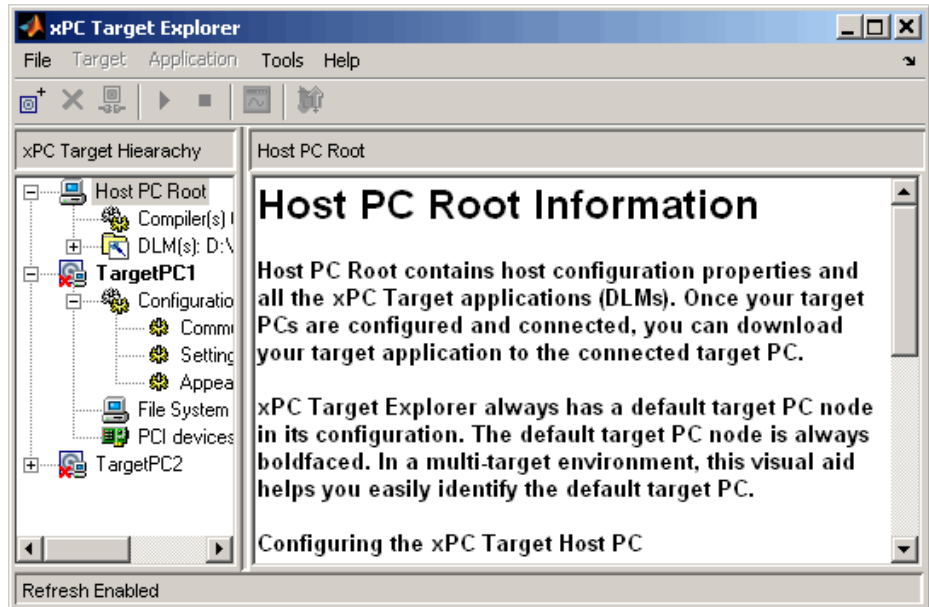 xPC Target Explorer
File Target Application Tools Help
xPC Target Hiearachy
Host PC Root
Host PC Root
Compiler(s)
DLM(s): D:\
TargetPC1
Configuratio
Commu
Setting
Appea
File System
PCI devices
TargetPC2
Host PC Root Information
Host PC Root contains host configuration properties and
all the xPC Target applications (DLMs). Once your target
PCs are configured and connected, you can download
your target application to the connected target PC.
xPC Target Explorer always has a default target PC node
in its configuration. The default target PC node is always
boldfaced. In a multi-target environment, this visual aid
helps you easily identify the default target PC.
Configuring the xPC Target Host PC
Refresh Enabled